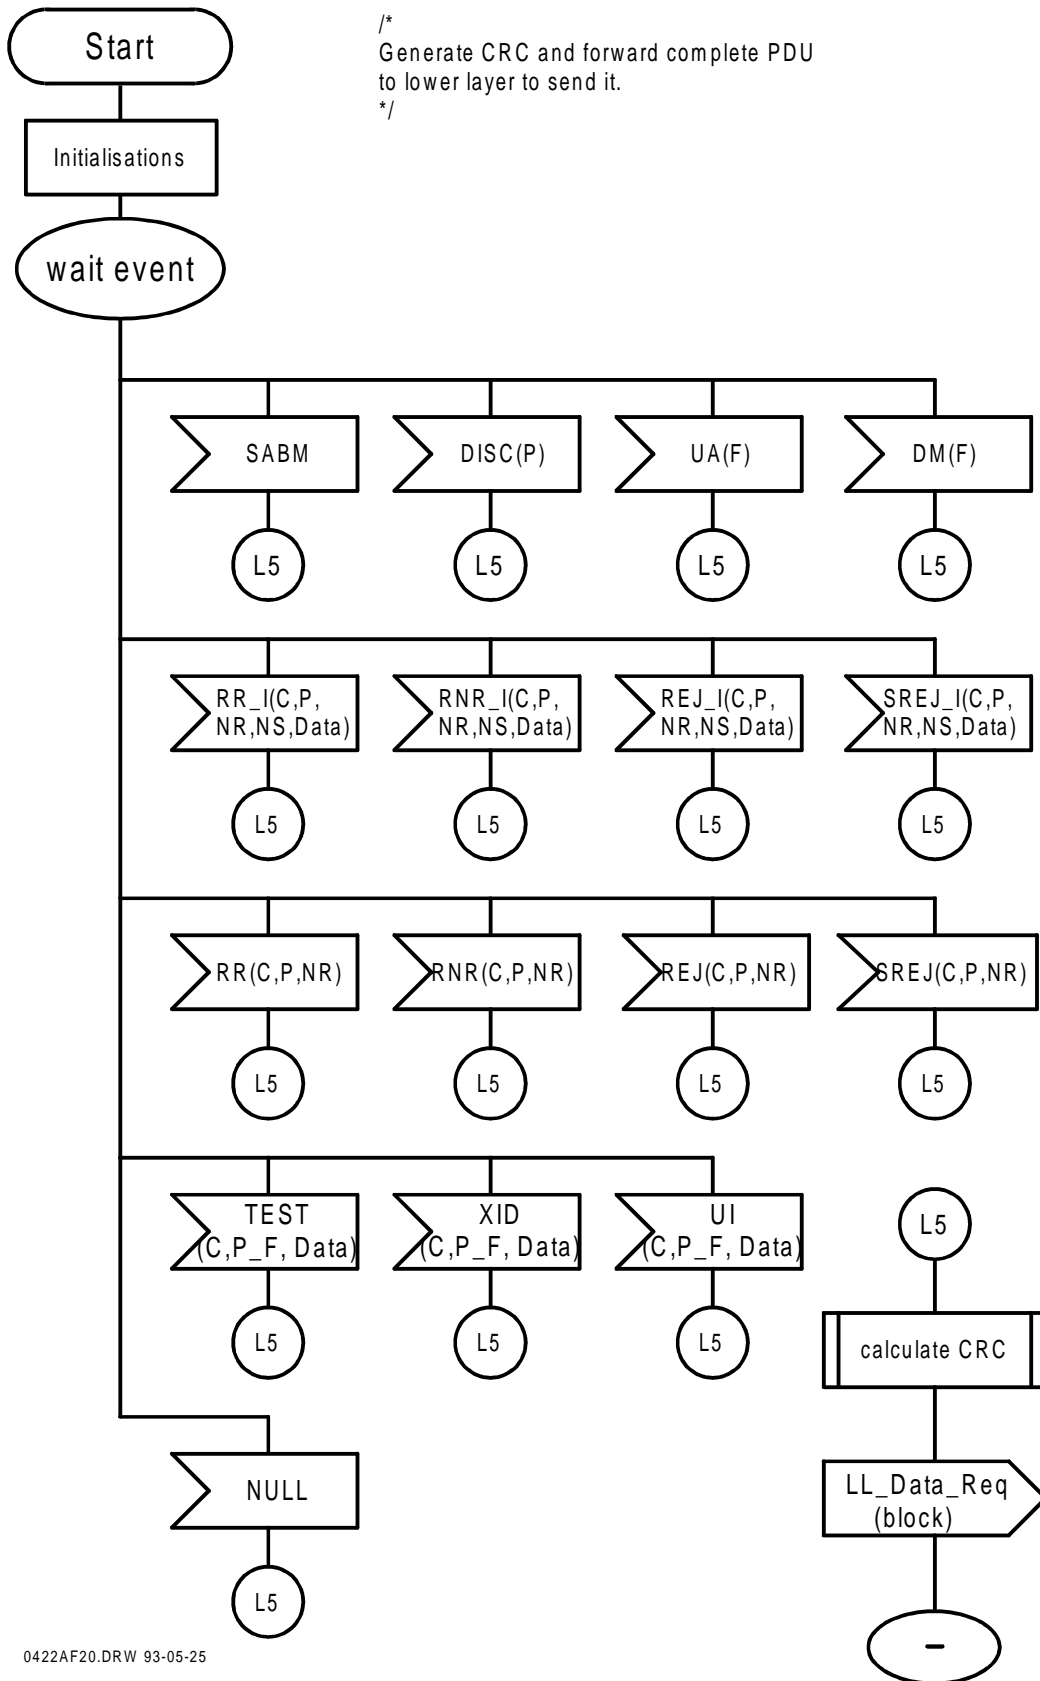 Start
/*
Generate CRC and forward complete PDU
to lower layer to send it.
*/
Initialisations
wait event
SABM
DISC(P)
UA(F)
DM(F)
L5
L5
L5
L5
RR_I(C,P,
NR,NS,Data)
RNR_I(C,P,
NR,NS,Data)
REJ_I(C,P,
NR,NS,Data)
SREJ_I(C,P,
NR,NS,Data)
L5
L5
L5
L5
RR(C,P,NR)
RNR(C,P,NR)
REJ(C,P,NR)
SREJ(C,P,NR)
L5
L5
L5
L5
TEST
(C,P_F, Data)
XID
(C,P_F, Data)
UI
(C,P_F, Data)
L5
L5
L5
L5
calculate CRC
LL_Data_Req
(block)
–
NULL
L5
0422AF20.DRW 93-05-25